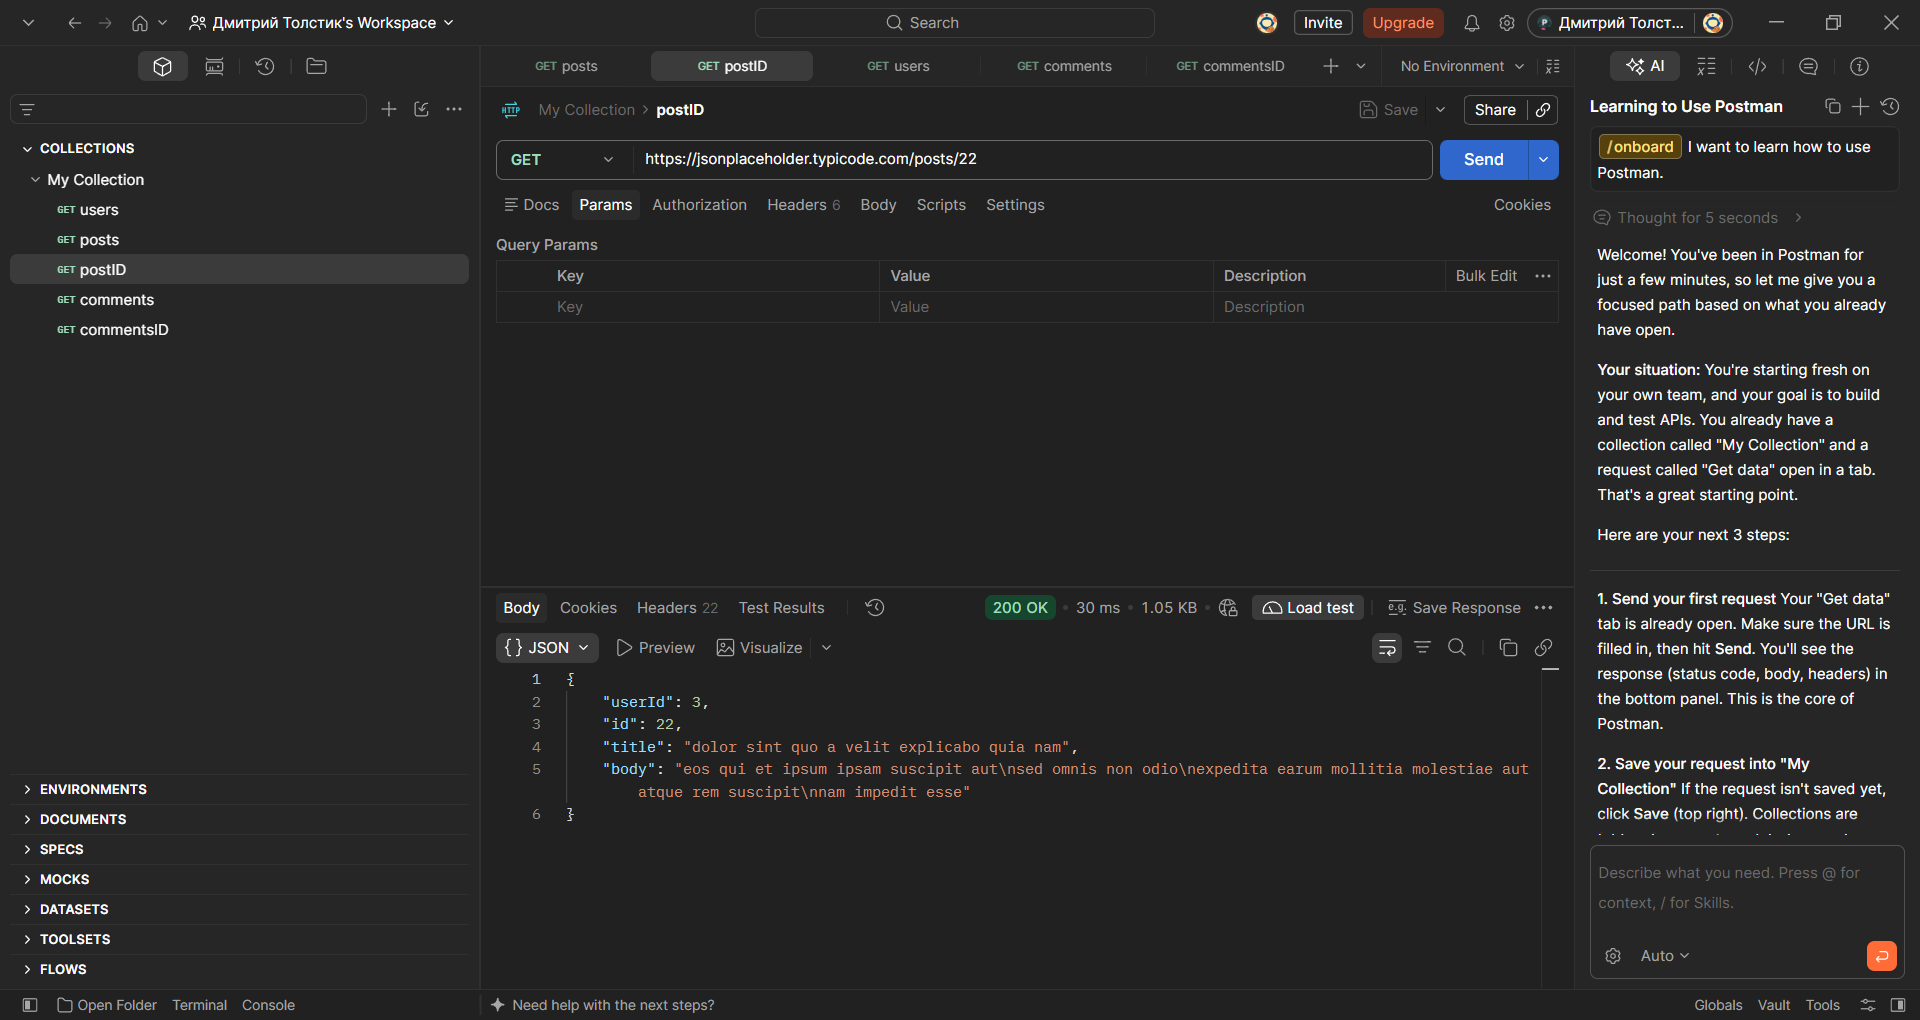 Дмитрий Толстик's Workspace
Search
Invite
Upgrade
Дмитрий Толст...
GET posts
GET postID
GET users
GET comments
GET commentsID
No Environment
AI
COLLECTIONS
My Collection
GET users
GET posts
GET postID
GET comments
GET commentsID
ENVIRONMENTS
DOCUMENTS
SPECS
MOCKS
DATASETS
TOOLSETS
FLOWS
HTTP My Collection > postID
Save
Share
GET
https://jsonplaceholder.typicode.com/posts/22
Send
Docs
Params
Authorization
Headers 6
Body
Scripts
Settings
Cookies
Query Params
Key
Value
Description
Bulk Edit
Key
Value
Description
Body
Cookies
Headers 22
Test Results
200 OK
30 ms
1.05 KB
Load test
e.g. Save Response
{} JSON
Preview
Visualize
1 {
2 "userId": 3,
3 "id": 22,
4 "title": "dolor sint quo a velit explicabo quia nam",
5 "body": "eos qui et ipsum ipsam suscipit aut\nsed omnis non odio\nexpedita earum mollitia molestiae aut
atque rem suscipit\nnam impedit esse"
6 }
Learning to Use Postman
/onboard I want to learn how to use
Postman.
Thought for 5 seconds
Welcome! You've been in Postman for
just a few minutes, so let me give you a
focused path based on what you already
have open.
Your situation: You're starting fresh on
your own team, and your goal is to build
and test APIs. You already have a
collection called "My Collection" and a
request called "Get data" open in a tab.
That's a great starting point.
Here are your next 3 steps:
1. Send your first request Your "Get data"
tab is already open. Make sure the URL is
filled in, then hit Send. You'll see the
response (status code, body, headers) in
the bottom panel. This is the core of
Postman.
2. Save your request into "My
Collection" If the request isn't saved yet,
click Save (top right). Collections are
Describe what you need. Press @ for
context, / for Skills.
Auto
Open Folder
Terminal
Console
Need help with the next steps?
Globals
Vault
Tools